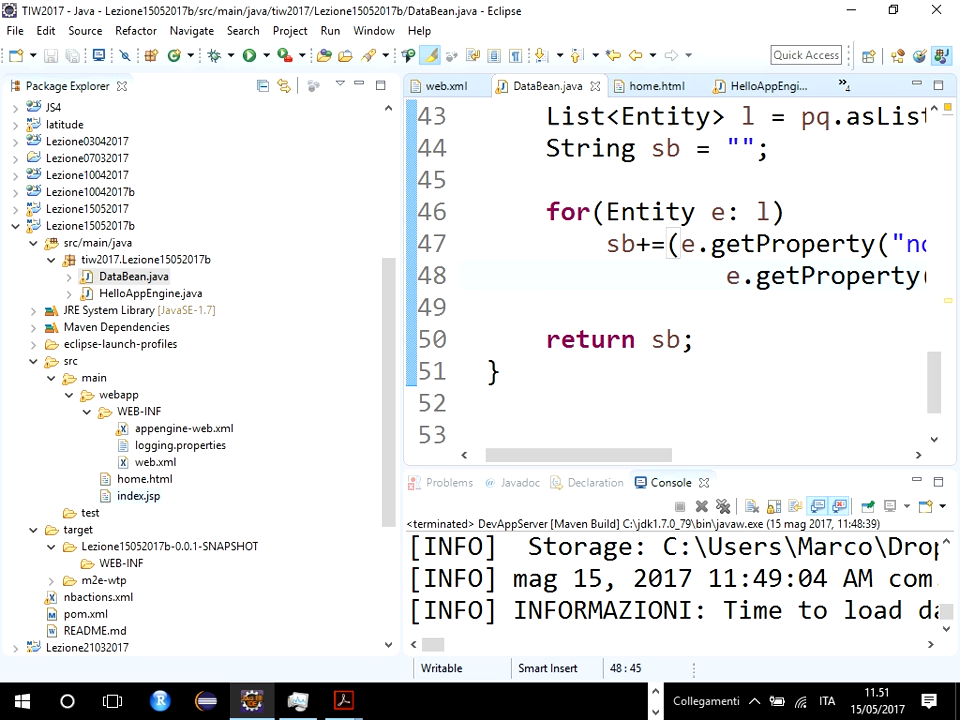 TIW2017 - Java - Lezione15052017b/src/main/java/tiw2017/Lezione15052017b/DataBean.java - Eclipse
File Edit Source Refactor Navigate Search Project Run Window Help
Quick Access
Package Explorer
JS4
latitude
Lezione03042017
Lezione07032017
Lezione10042017
Lezione10042017b
Lezione15052017
Lezione15052017b
src/main/java
tiw2017.Lezione15052017b
DataBean.java
HelloAppEngine.java
JRE System Library [JavaSE-1.7]
Maven Dependencies
eclipse-launch-profiles
src
main
webapp
WEB-INF
appengine-web.xml
logging.properties
web.xml
home.html
index.jsp
test
target
Lezione15052017b-0.0.1-SNAPSHOT
WEB-INF
m2e-wtp
nbactions.xml
pom.xml
README.md
Lezione21032017
web.xml DataBean.java home.html HelloAppEngi... »4
43 List<Entity> l = pq.asList
44 String sb = "";
45
46 for(Entity e: l)
47 sb+=(e.getProperty("no
48 e.getProperty(
49
50 return sb;
51 }
52
53
Problems Javadoc Declaration Console
<terminated> DevAppServer [Maven Build] C:\jdk1.7.0_79\bin\javaw.exe (15 mag 2017, 11:48:39)
[INFO] Storage: C:\Users\Marco\Drop
[INFO] mag 15, 2017 11:49:04 AM com.
[INFO] INFORMAZIONI: Time to load da
Writable Smart Insert 48 : 45
Collegamenti ITA 11.51
15/05/2017